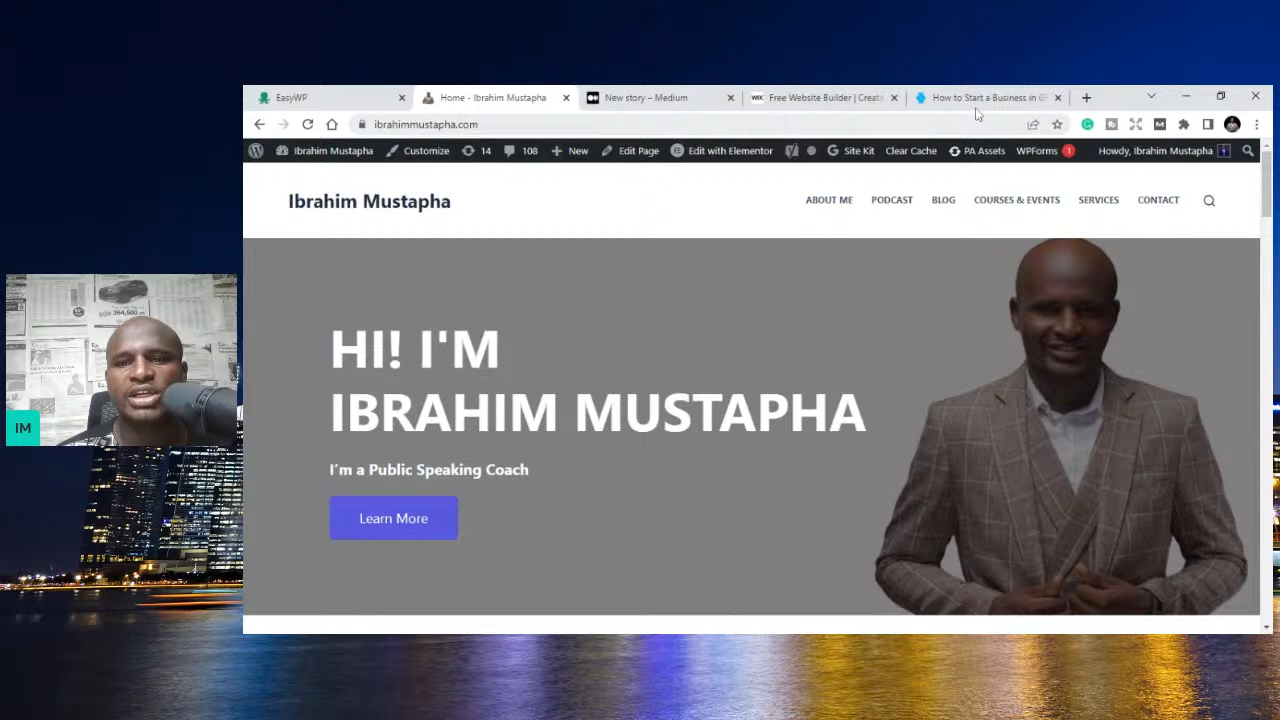 EasyWP
Home - Ibrahim Mustapha
New story – Medium
WIX
Free Website Builder | Create
How to Start a Business in G
ibrahimmustapha.com
Ibrahim Mustapha
Customize
14
108
New
Edit Page
Edit with Elementor
Site Kit
Clear Cache
PA Assets
WPForms 1
Howdy, Ibrahim Mustapha
Ibrahim Mustapha
ABOUT ME
PODCAST
BLOG
COURSES & EVENTS
SERVICES
CONTACT
HI! I'M
IBRAHIM MUSTAPHA
I'm a Public Speaking Coach
Learn More
IM